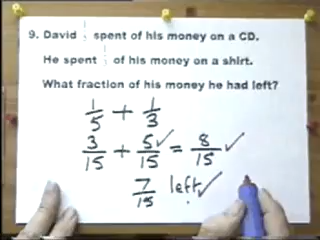 9. David spent of his money on a CD.
He spent of his money on a shirt.
What fraction of his money he had left?
1/5 + 1/3
3/15 + 5/15 ✓ = 8/15 ✓
7/15 left ✓